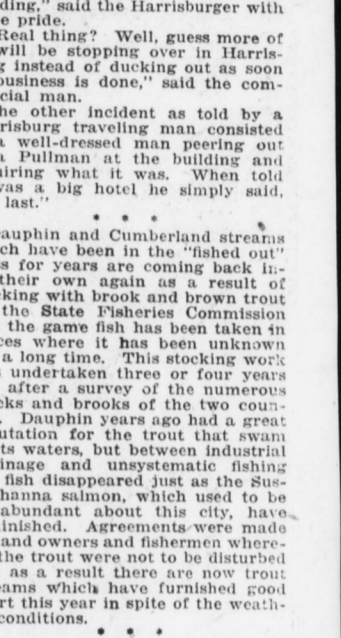 ding," said the Harrisburger with
e pride.
Real thing? Well, guess more of
will be stopping over in Harris-
g instead of ducking out as soon
business is done," said the com-
cial man.
he other incident as told by a
risburg traveling man consisted
a well-dressed man peering out
a Pullman at the building and
uiring what it was. When told
was a big hotel he simply said,
last."
* * *
auphin and Cumberland streams
ch have been in the "fished out"
s for years are coming back in-
their own again as a result of
king with brook and brown trout
the State Fisheries Commission
the game fish has been taken in
ces where it has been unknown
a long time. This stocking work
undertaken three or four years
after a survey of the numerous
cks and brooks of the two coun-
. Dauphin years ago had a great
utation for the trout that swam
ts waters, but between industrial
inage and unsystematic fishing
fish disappeared just as the Sus-
hanna salmon, which used to be
abundant about this city, have
inished. Agreements were made
and owners and fishermen where-
the trout were not to be disturbed
as a result there are now trout
eams which have furnished good
rt this year in spite of the weath-
conditions.
* * *